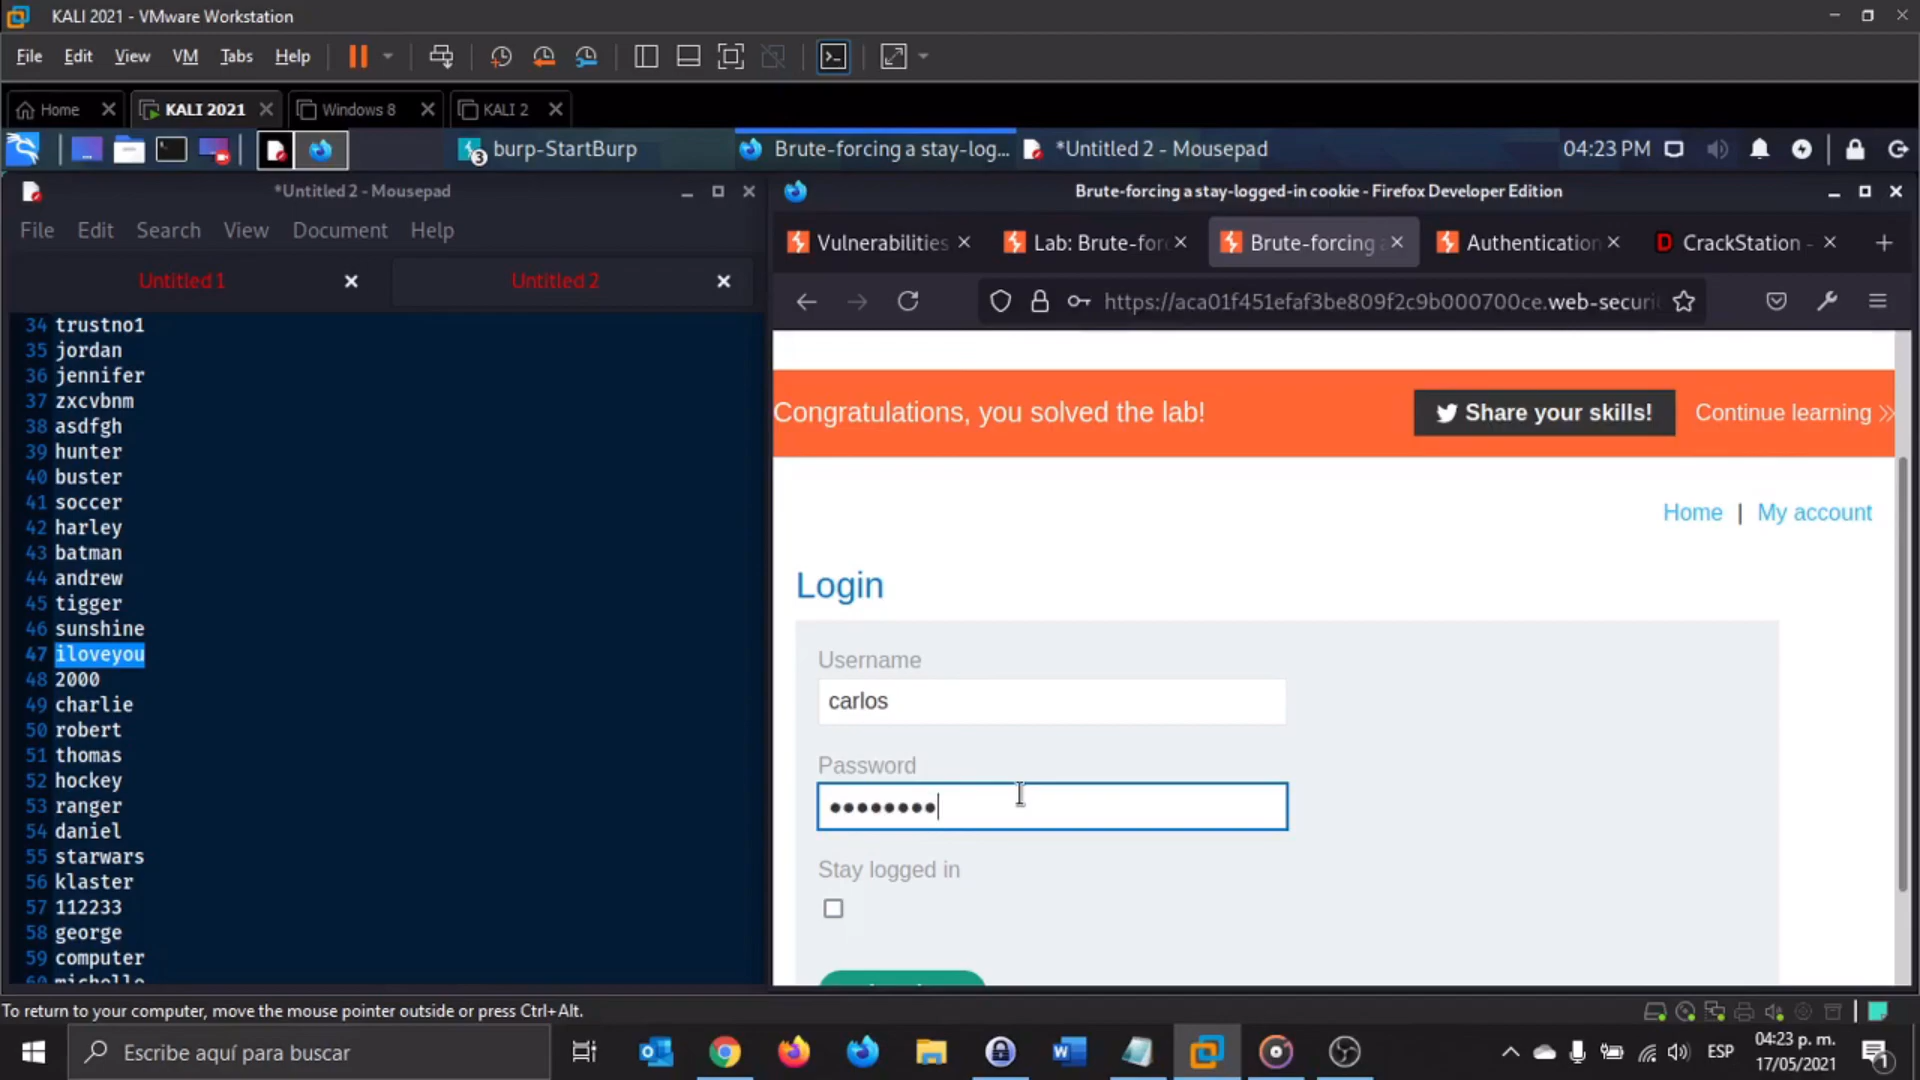 KALI 2021 - VMware Workstation
File Edit View VM Tabs Help
Home KALI 2021 Windows 8 KALI 2
3 burp-StartBurp Brute-forcing a stay-log... *Untitled 2 - Mousepad 04:23 PM
*Untitled 2 - Mousepad
File Edit Search View Document Help
Untitled 1 Untitled 2
34 trustno1
35 jordan
36 jennifer
37 zxcvbnm
38 asdfgh
39 hunter
40 buster
41 soccer
42 harley
43 batman
44 andrew
45 tigger
46 sunshine
47 iloveyou
48 2000
49 charlie
50 robert
51 thomas
52 hockey
53 ranger
54 daniel
55 starwars
56 klaster
57 112233
58 george
59 computer
60 michelle
Brute-forcing a stay-logged-in cookie - Firefox Developer Edition
Vulnerabilities Lab: Brute-for Brute-forcing a Authentication D CrackStation -
https://aca01f451efaf3be809f2c9b000700ce.web-securi
Congratulations, you solved the lab! Share your skills! Continue learning
Home | My account
Login
Username
carlos
Password
Stay logged in
To return to your computer, move the mouse pointer outside or press Ctrl+Alt.
Escribe aquí para buscar
ESP
04:23 p. m.
17/05/2021
1